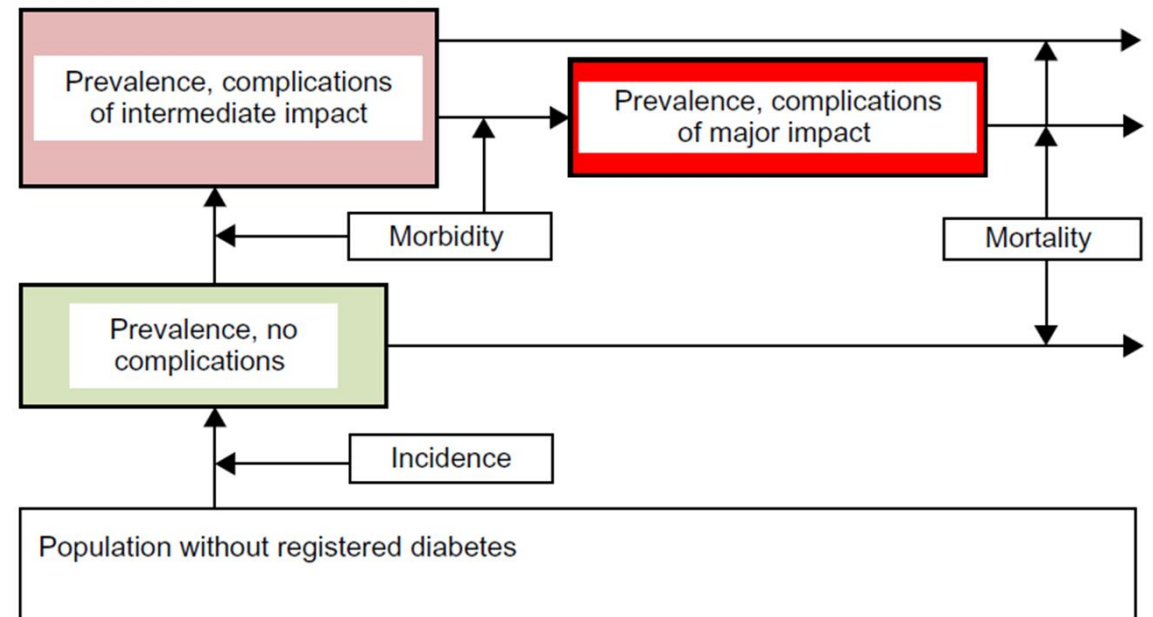 Prevalence, complications
of intermediate impact
Prevalence, complications
of major impact
Morbidity
Mortality
Prevalence, no
complications
Incidence
Population without registered diabetes